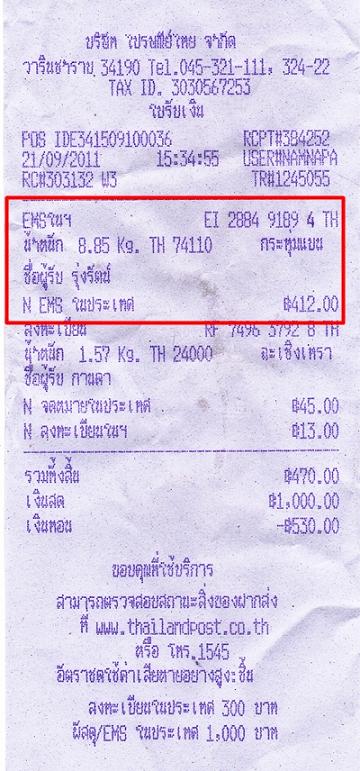 บริษัท ไปรษณีย์ไทย จำกัด
วารินชำราบ 34190 Tel.045-321-111, 324-22
TAX ID. 3030567253
ใบรับเงิน
POS IDE341509100036 RCPT#384252
21/09/2011 15:34:55 USER#NAMNAPA
RC#303132 W3 TR#1245055
EMSในฯ EI 2884 9189 4 TH
น้ำหนัก 8.85 Kg. TH 74110 กระทุ่มแบน
ชื่อผู้รับ รุ่งรัตน์
N EMS ในประเทศ ฿412.00
ลงทะเบียน RF 7496 3792 8 TH
น้ำหนัก 1.57 Kg. TH 24000 ฉะเชิงเทรา
ชื่อผู้รับ กานดา
N จดหมายในประเทศ ฿45.00
N ลงทะเบียนในฯ ฿13.00
รวมทั้งสิ้น ฿470.00
เงินสด ฿1,000.00
เงินทอน -฿530.00
ขอบคุณที่ใช้บริการ
สามารถตรวจสอบสถานะสิ่งของฝากส่ง
ที่ www.thailandpost.co.th
หรือ โทร.1545
อัตราชดใช้ค่าเสียหายอย่างสูง:ชิ้น
ลงทะเบียนในประเทศ 300 บาท
พัสดุ/EMS ในประเทศ 1,000 บาท